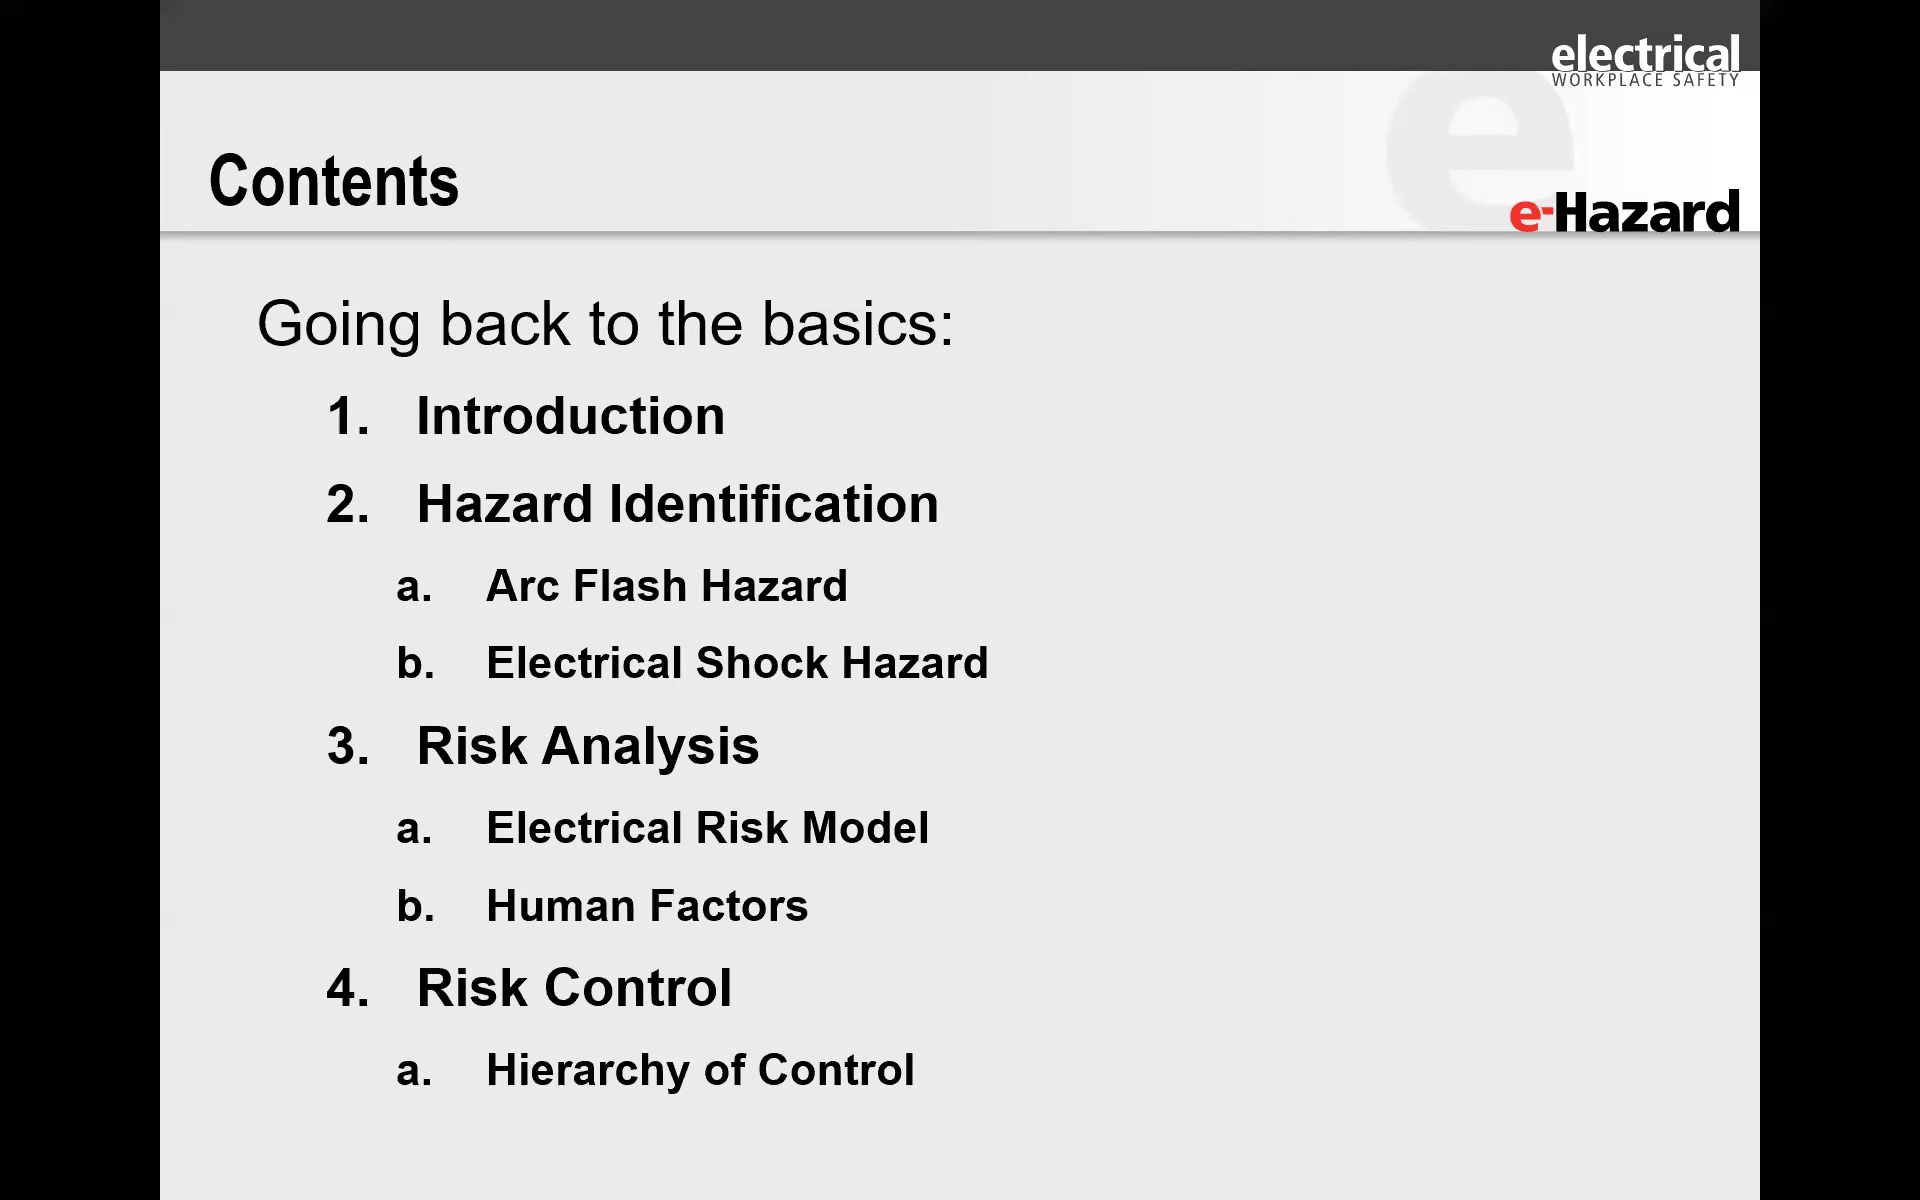 electrical
WORKPLACE SAFETY
Contents
e-Hazard
Going back to the basics:
1. Introduction
2. Hazard Identification
a. Arc Flash Hazard
b. Electrical Shock Hazard
3. Risk Analysis
a. Electrical Risk Model
b. Human Factors
4. Risk Control
a. Hierarchy of Control